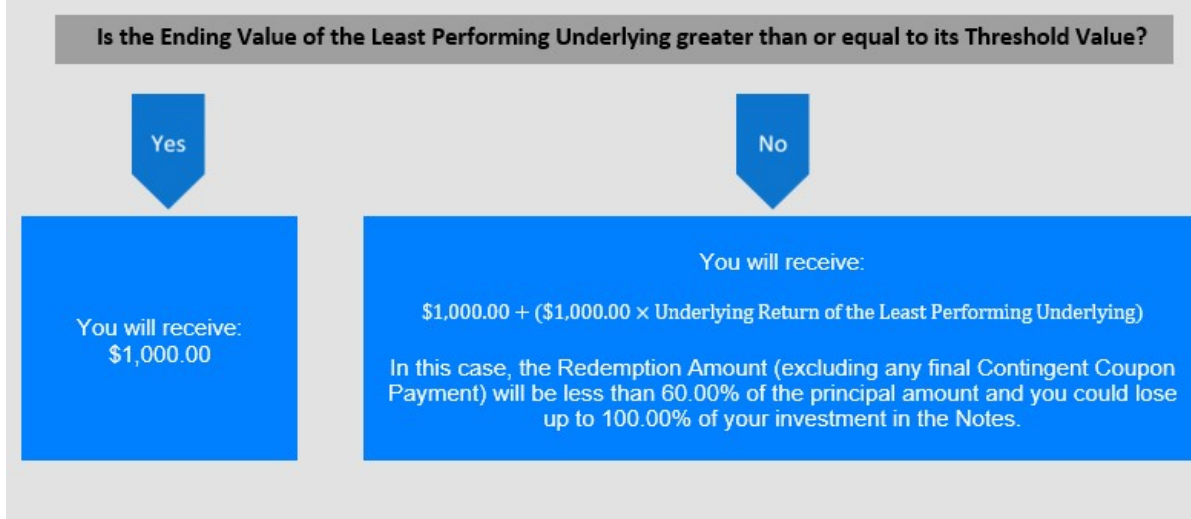 Is the Ending Value of the Least Performing Underlying greater than or equal to its Threshold Value?
Yes
No
You will receive:
$1,000.00
You will receive:
$1,000.00 + ($1,000.00 × Underlying Return of the Least Performing Underlying)
In this case, the Redemption Amount (excluding any final Contingent Coupon
Payment) will be less than 60.00% of the principal amount and you could lose
up to 100.00% of your investment in the Notes.